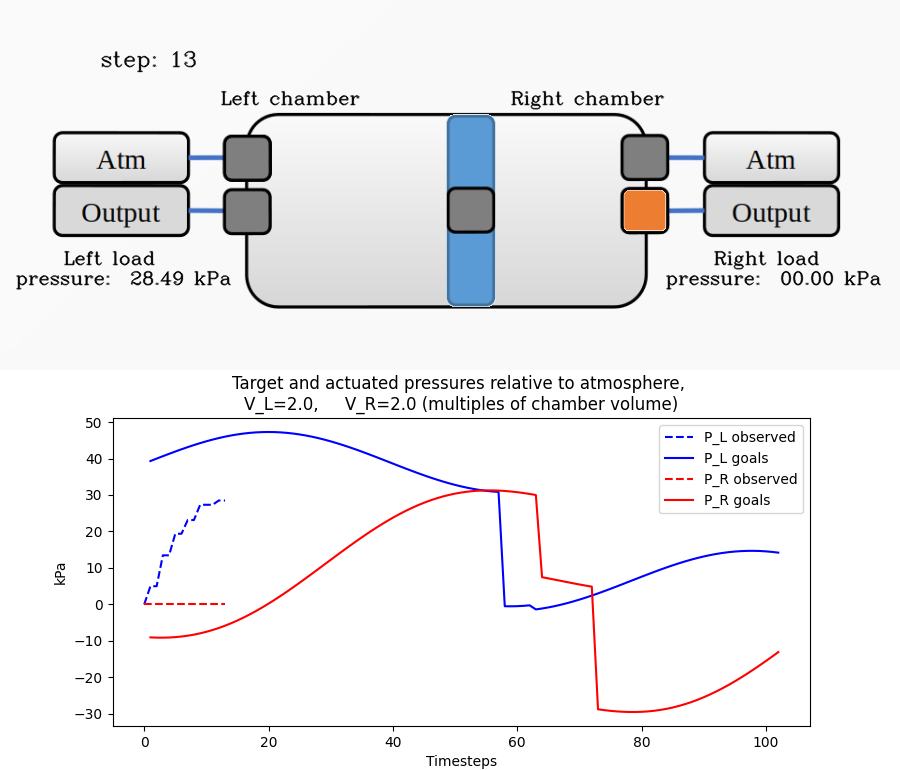 step: 13
Left chamber
Right chamber
Atm
Atm
Output
Output
Left load
pressure: 28.49 kPa
Right load
pressure: 00.00 kPa
Target and actuated pressures relative to atmosphere,
V_L=2.0, V_R=2.0 (multiples of chamber volume)
P_L observed
P_L goals
P_R observed
P_R goals
kPa
50
40
30
20
10
0
−10
−20
−30
0 20 40 60 80 100
Timesteps